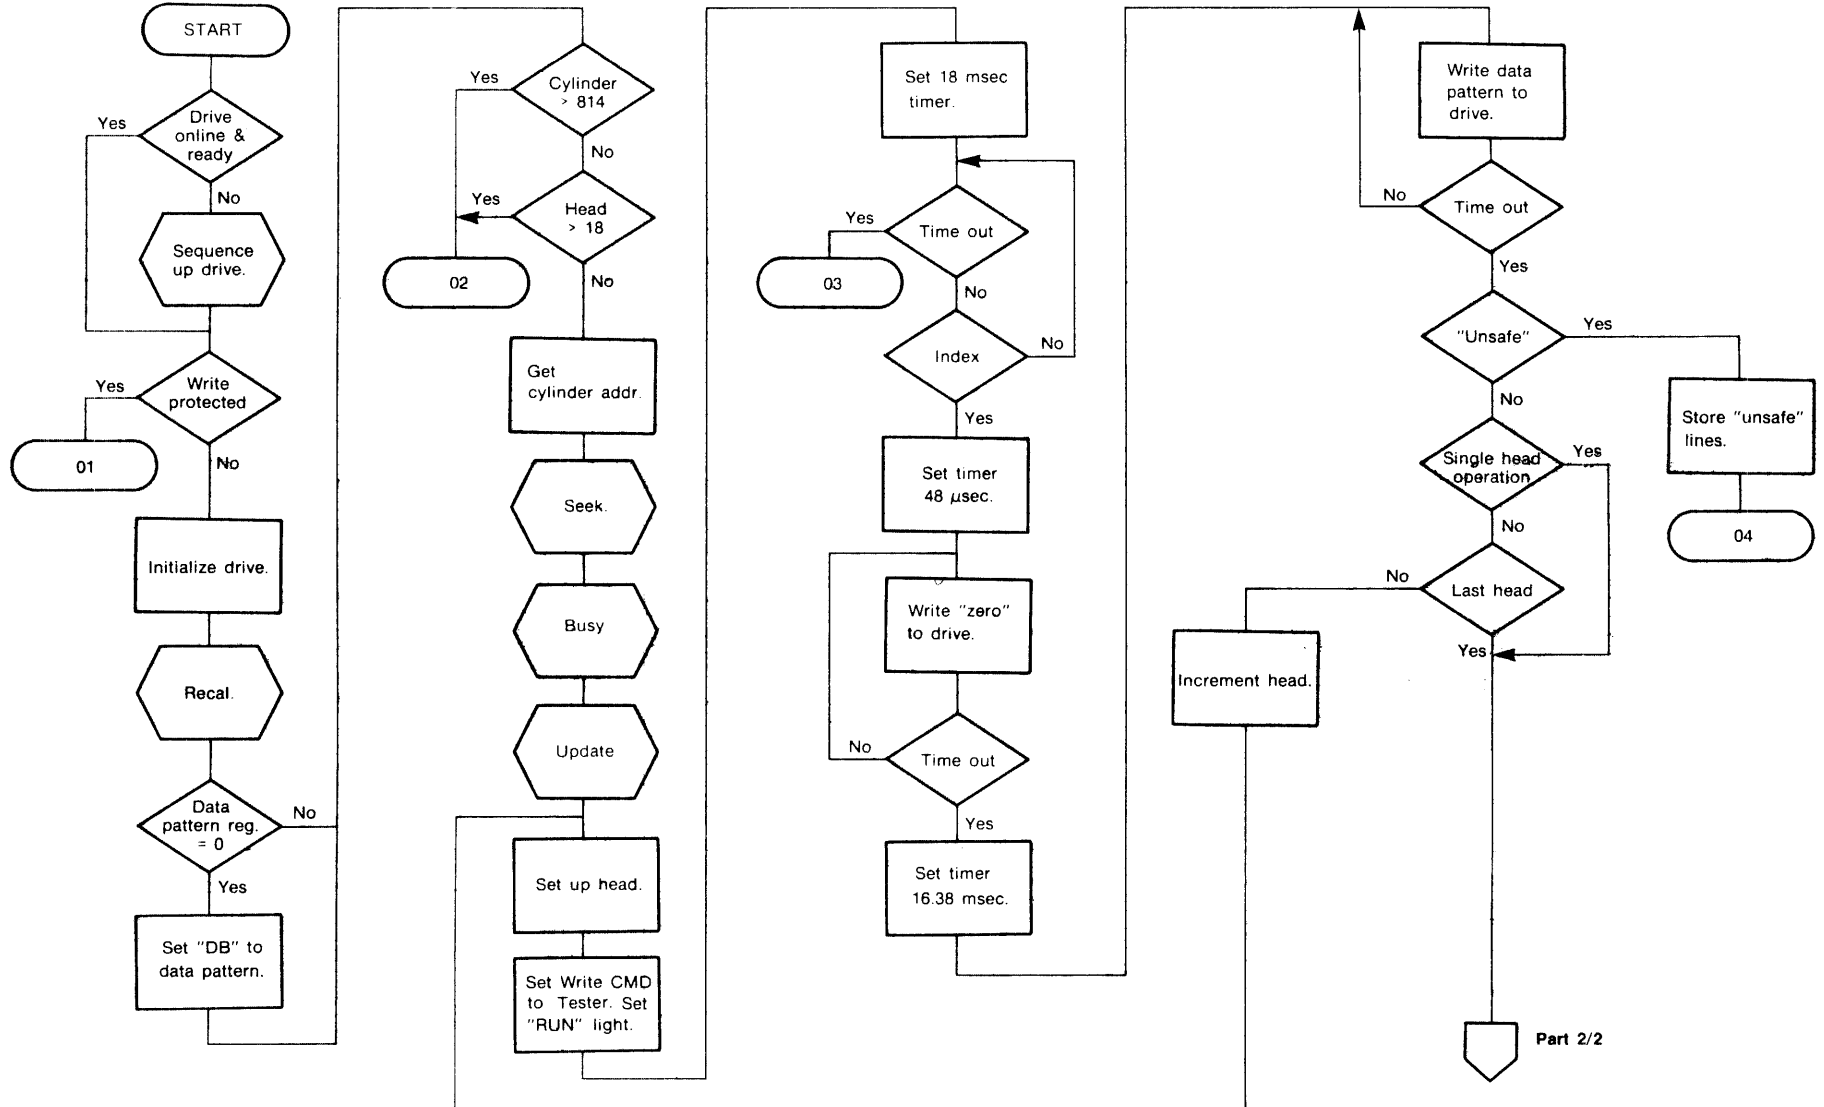 START
Drive
online &
ready
Yes
No
Sequence
up drive.
Write
protected
Yes
01
No
Initialize drive.
Recal.
Data
pattern reg.
= 0
No
Yes
Set "DB" to
data pattern.
Cylinder
> 814
Yes
No
Head
> 18
Yes
02
No
Get
cylinder addr.
Seek.
Busy
Update
Set up head.
Set Write CMD
to Tester. Set
"RUN" light.
Set 18 msec
timer.
Time out
Yes
03
No
Index
No
Yes
Set timer
48 µsec.
Write "zero"
to drive.
Time out
No
Yes
Set timer
16.38 msec.
Write data
pattern to
drive.
Time out
No
Yes
"Unsafe"
Yes
Store "unsafe"
lines.
04
No
Single head
operation
Yes
No
Last head
No
Increment head.
Yes
Part 2/2